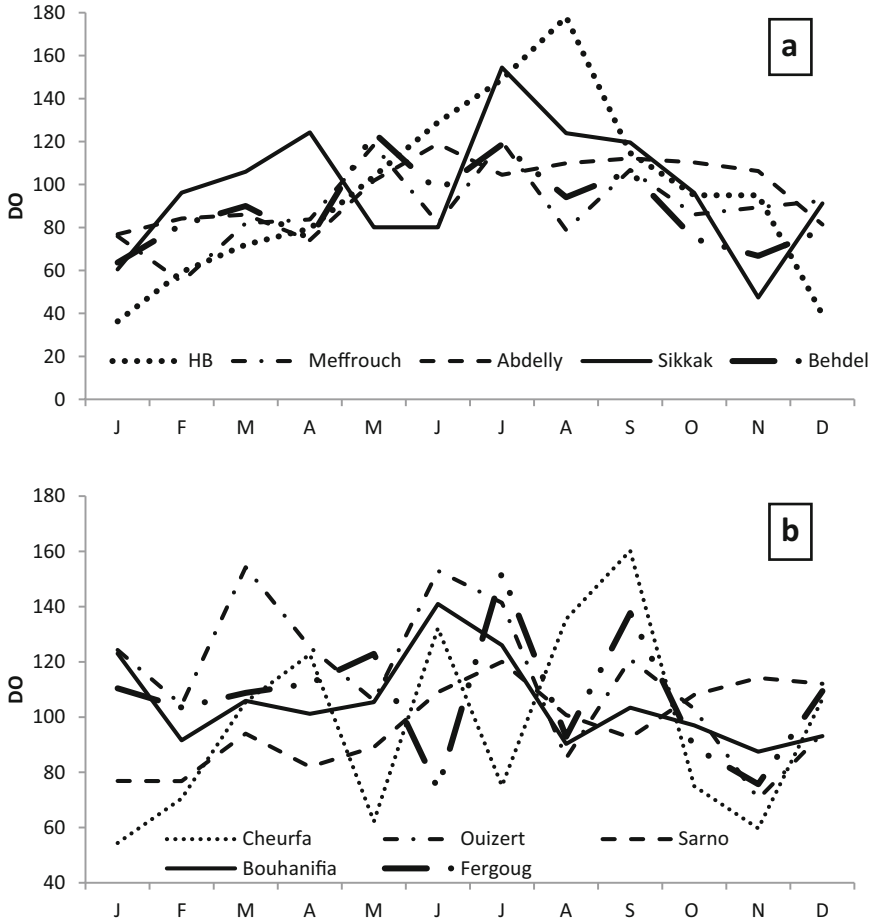 180
a
160
140
120
100
DO
80
60
40
HB Meffrouch Abdelly Sikkak Behdel
20
0
J F M A M J J A S O N D
180
b
160
140
120
DO
100
80
60
Cheurfa Ouizert Sarno
Bouhanifia Fergoug
40
J F M A M J J A S O N D